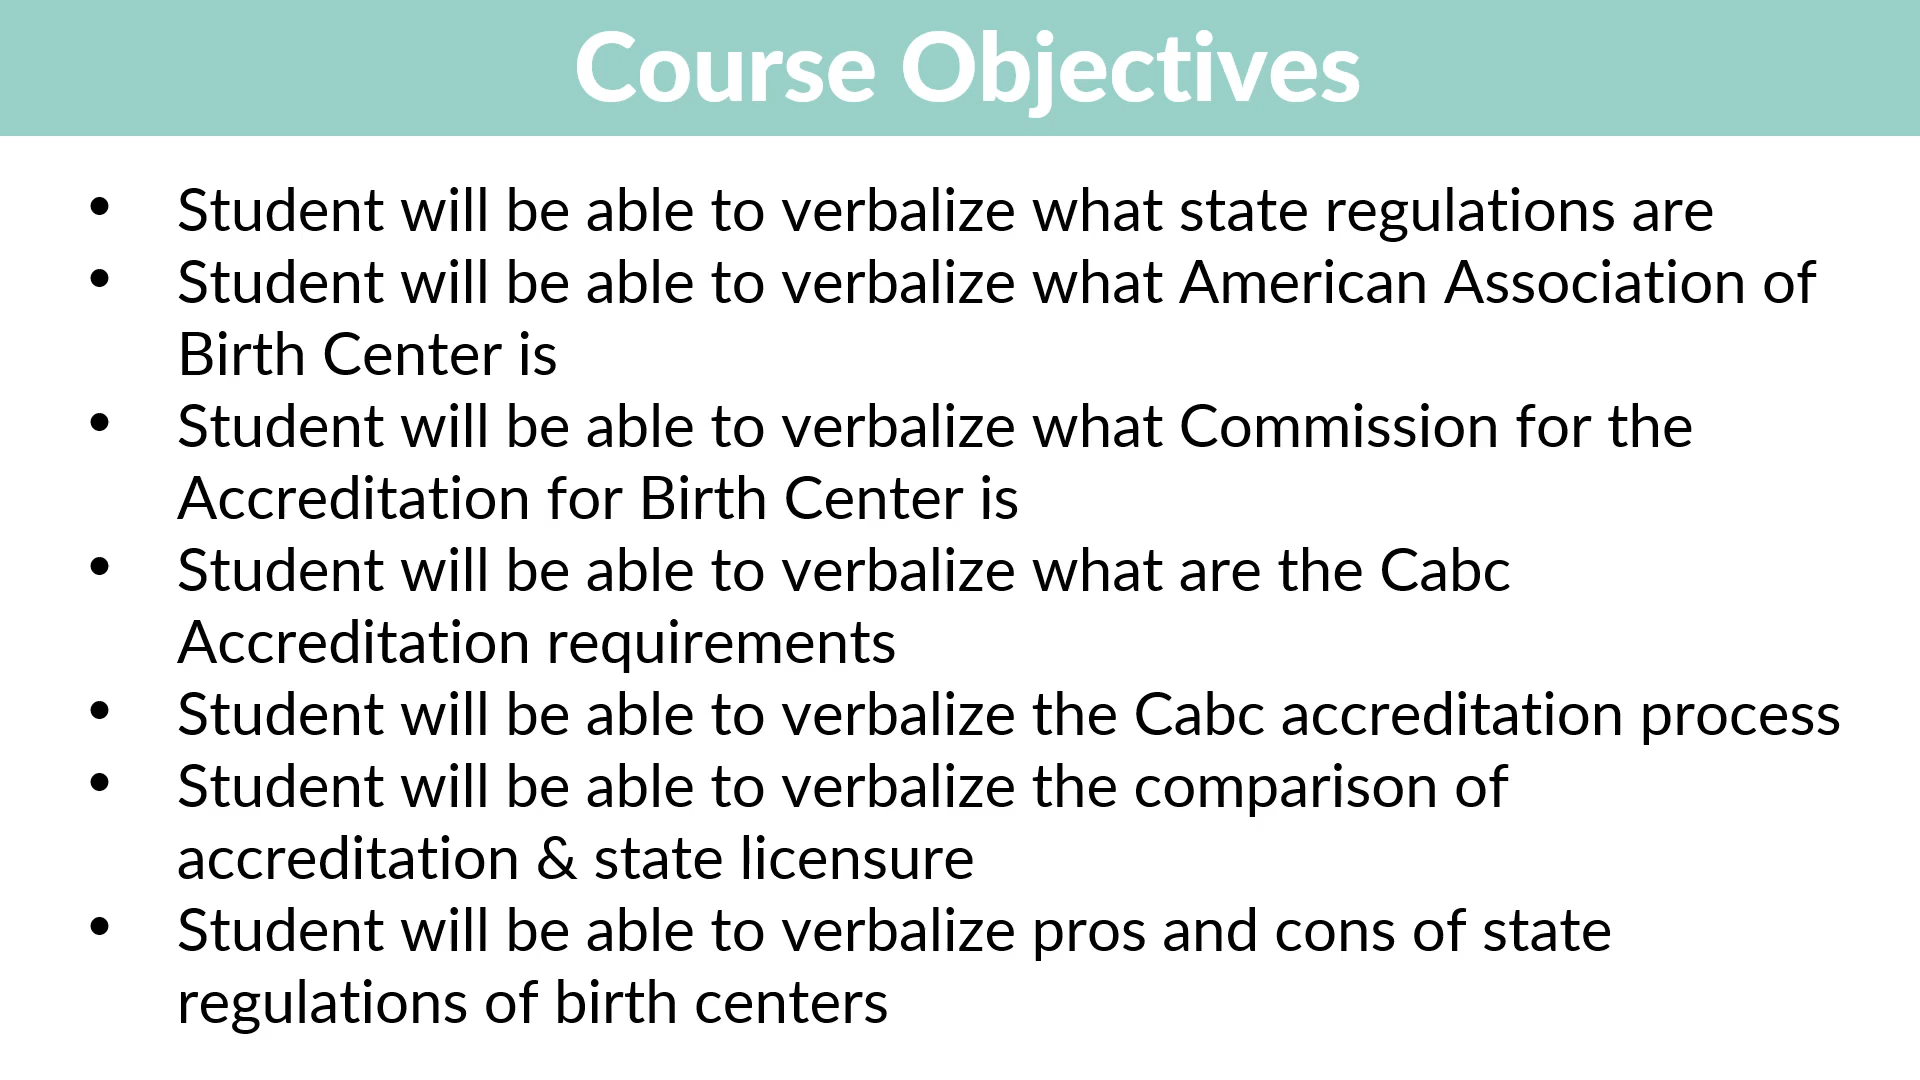 Course Objectives
• Student will be able to verbalize what state regulations are
• Student will be able to verbalize what American Association of
Birth Center is
• Student will be able to verbalize what Commission for the
Accreditation for Birth Center is
• Student will be able to verbalize what are the Cabc
Accreditation requirements
• Student will be able to verbalize the Cabc accreditation process
• Student will be able to verbalize the comparison of
accreditation & state licensure
• Student will be able to verbalize pros and cons of state
regulations of birth centers